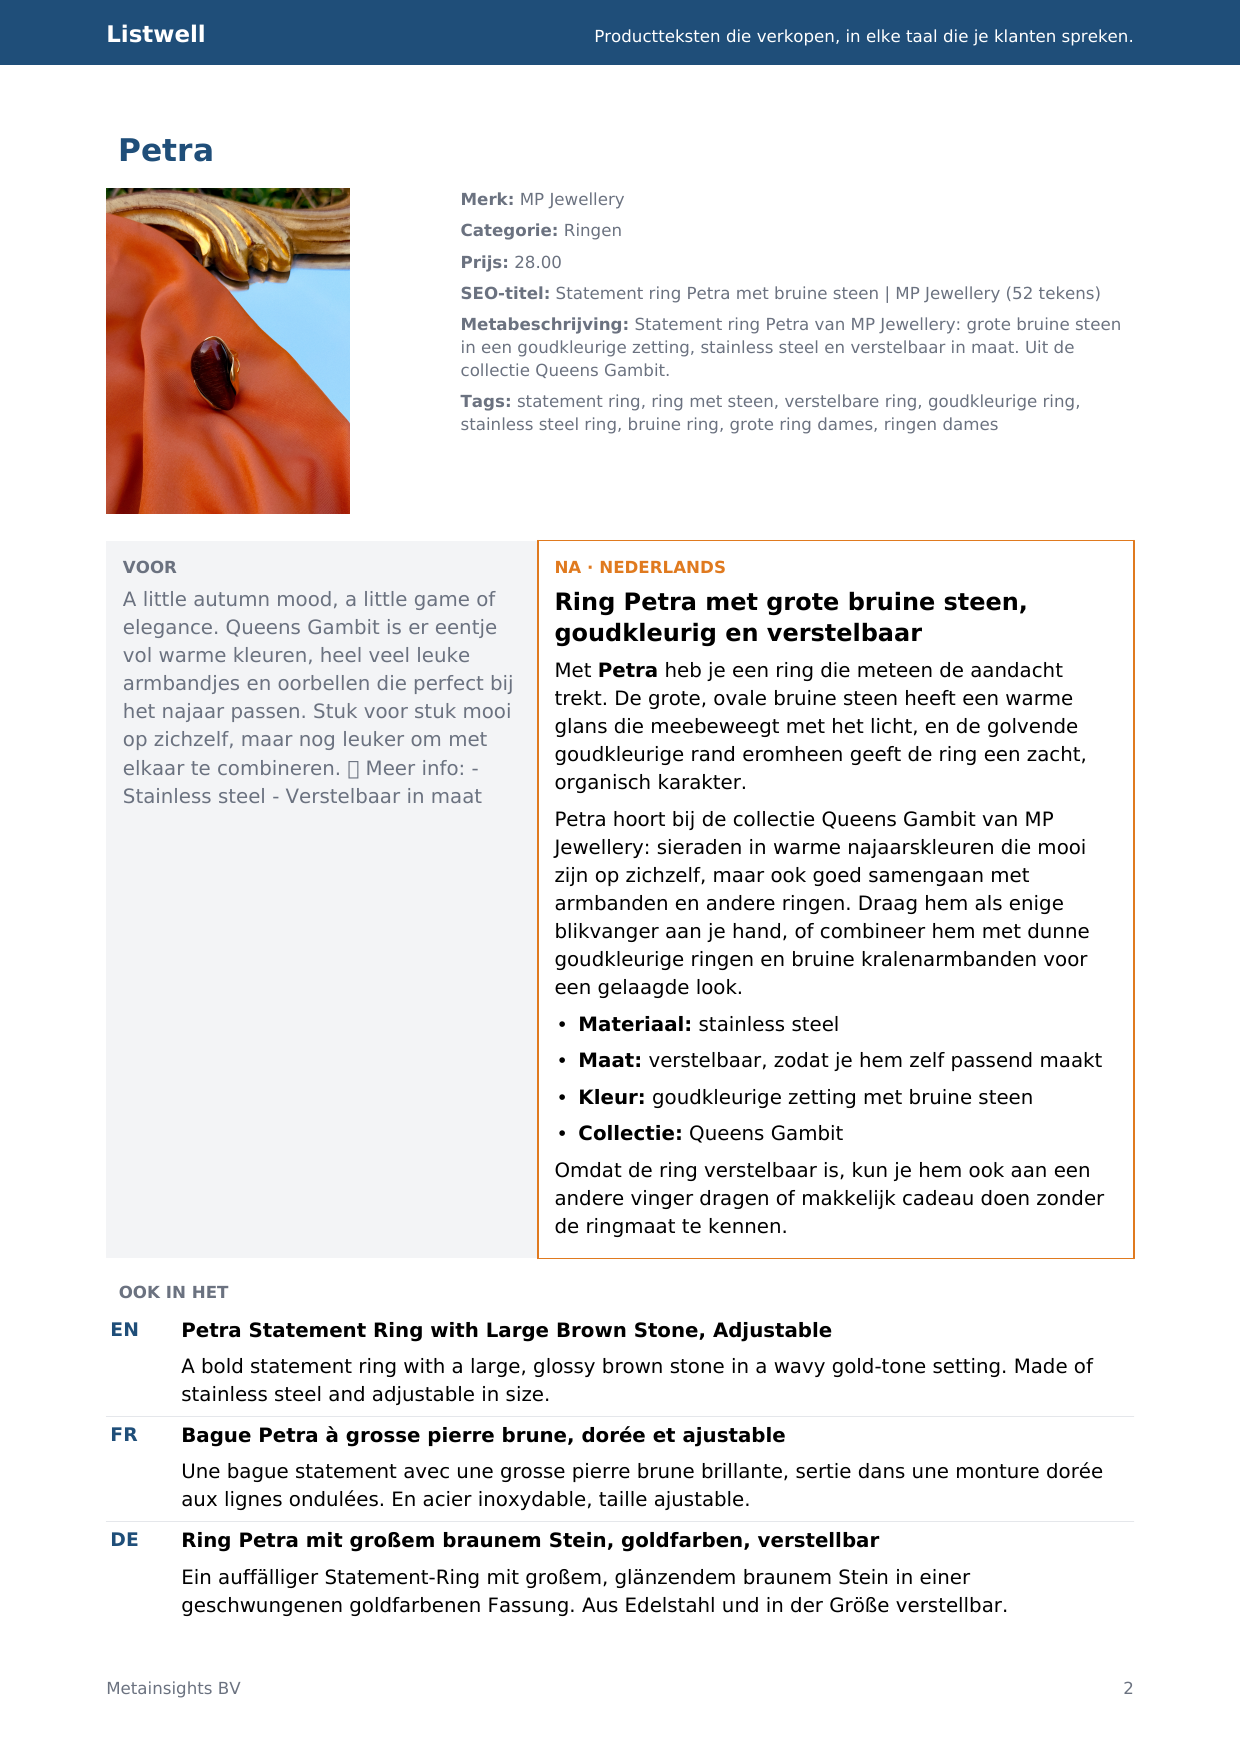 Listwell
Productteksten die verkopen, in elke taal die je klanten spreken.
Petra
Merk: MP Jewellery
Categorie: Ringen
Prijs: 28.00
SEO-titel: Statement ring Petra met bruine steen | MP Jewellery (52 tekens)
Metabeschrijving: Statement ring Petra van MP Jewellery: grote bruine steen
in een goudkleurige zetting, stainless steel en verstelbaar in maat. Uit de
collectie Queens Gambit.
Tags: statement ring, ring met steen, verstelbare ring, goudkleurige ring,
stainless steel ring, bruine ring, grote ring dames, ringen dames
VOOR
A little autumn mood, a little game of
elegance. Queens Gambit is er eentje
vol warme kleuren, heel veel leuke
armbandjes en oorbellen die perfect bij
het najaar passen. Stuk voor stuk mooi
op zichzelf, maar nog leuker om met
elkaar te combineren. Meer info: -
Stainless steel - Verstelbaar in maat
NA · NEDERLANDS
Ring Petra met grote bruine steen,
goudkleurig en verstelbaar
Met Petra heb je een ring die meteen de aandacht
trekt. De grote, ovale bruine steen heeft een warme
glans die meebeweegt met het licht, en de golvende
goudkleurige rand eromheen geeft de ring een zacht,
organisch karakter.
Petra hoort bij de collectie Queens Gambit van MP
Jewellery: sieraden in warme najaarskleuren die mooi
zijn op zichzelf, maar ook goed samengaan met
armbanden en andere ringen. Draag hem als enige
blikvanger aan je hand, of combineer hem met dunne
goudkleurige ringen en bruine kralenarmbanden voor
een gelaagde look.
• Materiaal: stainless steel
• Maat: verstelbaar, zodat je hem zelf passend maakt
• Kleur: goudkleurige zetting met bruine steen
• Collectie: Queens Gambit
Omdat de ring verstelbaar is, kun je hem ook aan een
andere vinger dragen of makkelijk cadeau doen zonder
de ringmaat te kennen.
OOK IN HET
EN
Petra Statement Ring with Large Brown Stone, Adjustable
A bold statement ring with a large, glossy brown stone in a wavy gold-tone setting. Made of
stainless steel and adjustable in size.
FR
Bague Petra à grosse pierre brune, dorée et ajustable
Une bague statement avec une grosse pierre brune brillante, sertie dans une monture dorée
aux lignes ondulées. En acier inoxydable, taille ajustable.
DE
Ring Petra mit großem braunem Stein, goldfarben, verstellbar
Ein auffälliger Statement-Ring mit großem, glänzendem braunem Stein in einer
geschwungenen goldfarbenen Fassung. Aus Edelstahl und in der Größe verstellbar.
Metainsights BV
2